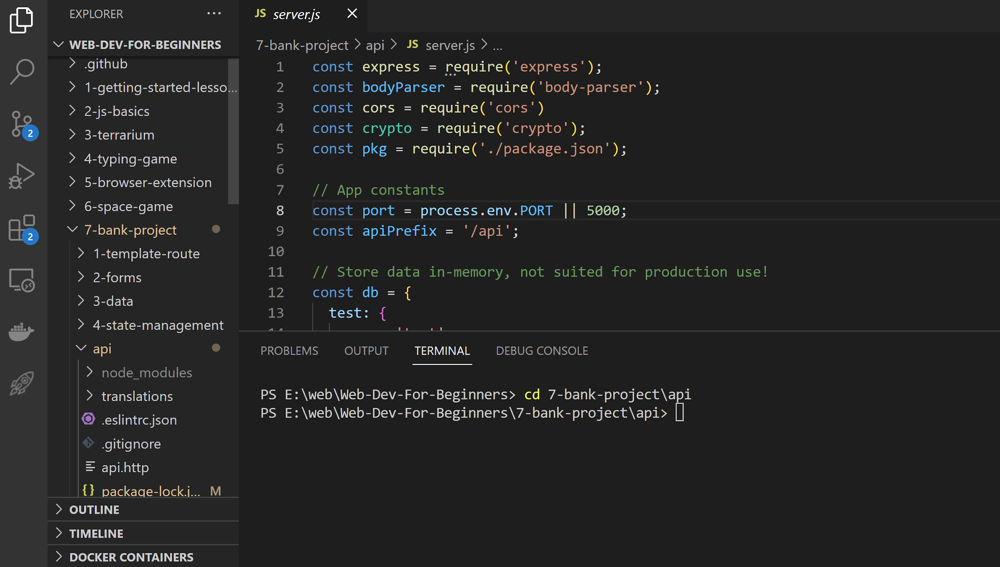 EXPLORER
WEB-DEV-FOR-BEGINNERS
.github
1-getting-started-lesso...
2-js-basics
3-terrarium
4-typing-game
5-browser-extension
6-space-game
7-bank-project
1-template-route
2-forms
3-data
4-state-management
api
node_modules
translations
.eslintrc.json
.gitignore
api.http
{} package-lock.j... M
OUTLINE
TIMELINE
DOCKER CONTAINERS
2
2
JS server.js
7-bank-project > api > JS server.js > ...
1 const express = require('express');
2 const bodyParser = require('body-parser');
3 const cors = require('cors')
4 const crypto = require('crypto');
5 const pkg = require('./package.json');
6
7 // App constants
8 const port = process.env.PORT || 5000;
9 const apiPrefix = '/api';
10
11 // Store data in-memory, not suited for production use!
12 const db = {
13 test: {
PROBLEMS OUTPUT TERMINAL DEBUG CONSOLE
PS E:\web\Web-Dev-For-Beginners> cd 7-bank-project\api
PS E:\web\Web-Dev-For-Beginners\7-bank-project\api>